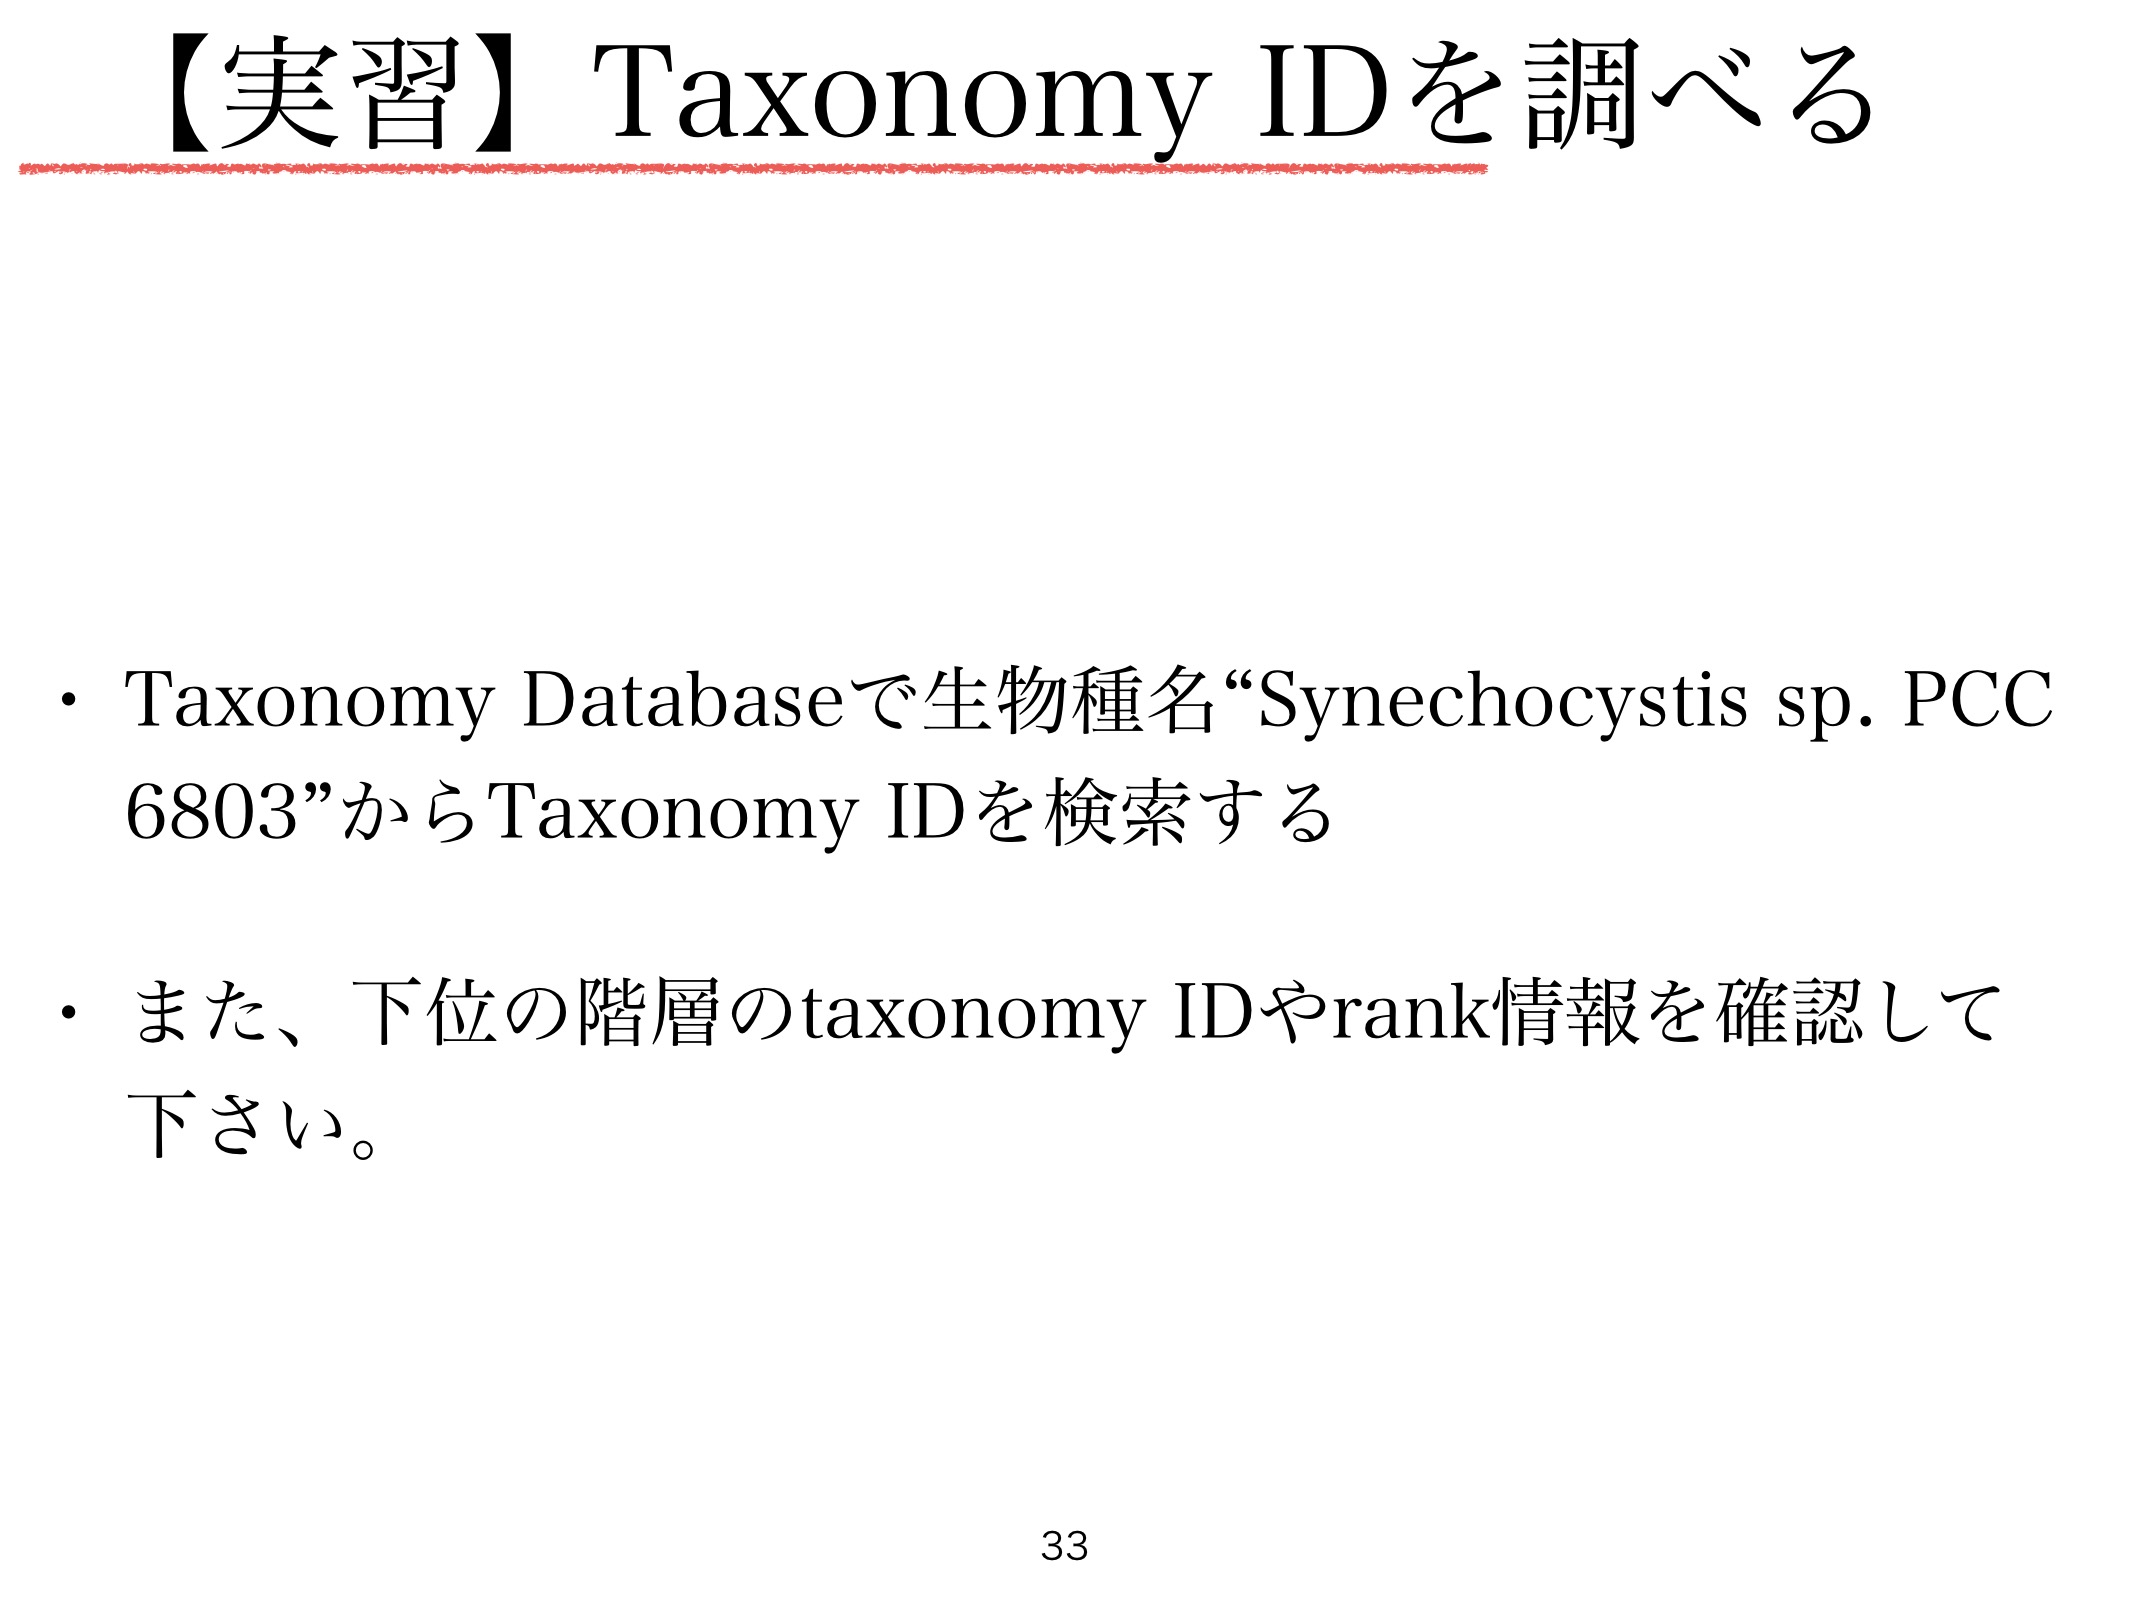 【実習】Taxonomy IDを調べる
・Taxonomy Databaseで生物種名“Synechocystis sp. PCC
6803”からTaxonomy IDを検索する
・また、下位の階層のtaxonomy IDやrank情報を確認して
下さい。
33